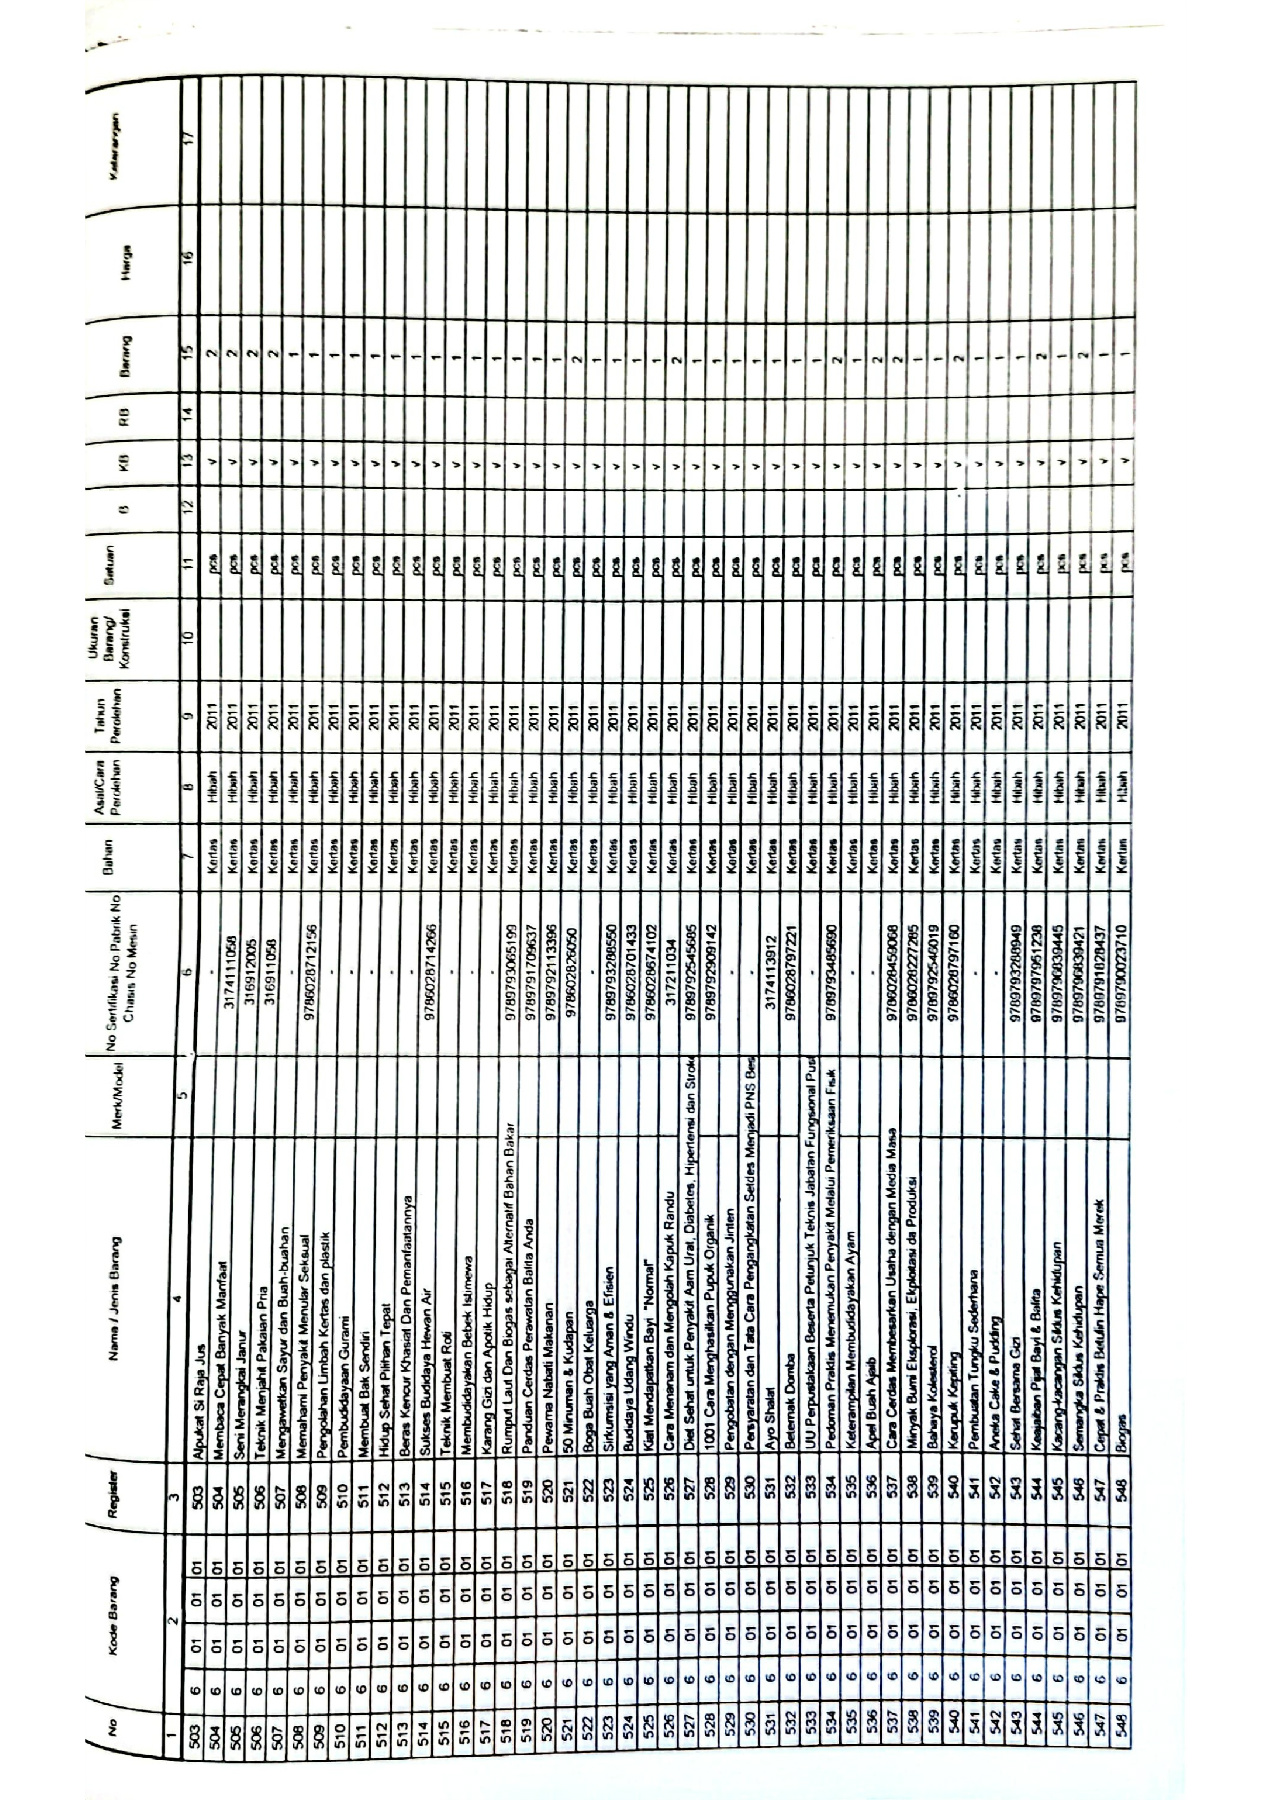 No Kode Barang Register Nama / Jenis Barang Merk/Model No Sertifikasi No Pabrik No Chasis No Mesin Bahan Asal/Cara Perolehan Tahun Perolehan Ukuran Barang/ Konstruksi Satuan B KB RB Barang Harga Keterangan
1 2 3 4 5 6 7 8 9 10 11 12 13 14 15 16 17
503 6 01 01 01 503 Alpukat Si Raja Jus - Kertas Hibah 2011 pcs v 2
504 6 01 01 01 504 Membaca Cepat Banyak Manfaat 3174111058 Kertas Hibah 2011 pcs v 2
505 6 01 01 01 505 Seni Merangkai Janur 316912005 Kertas Hibah 2011 pcs v 2
506 6 01 01 01 506 Teknik Menjahit Pakaian Pria 316911058 Kertas Hibah 2011 pcs v 2
507 6 01 01 01 507 Mengawetkan Sayur dan Buah-buahan - Kertas Hibah 2011 pcs v 1
508 6 01 01 01 508 Memahami Penyakit Menular Seksual 9786028712156 Kertas Hibah 2011 pcs v 1
509 6 01 01 01 509 Pengolahan Limbah Kertas dan plastik - Kertas Hibah 2011 pcs v 1
510 6 01 01 01 510 Pembudidayaan Gurami - Kertas Hibah 2011 pcs v 1
511 6 01 01 01 511 Membuat Bak Sendiri - Kertas Hibah 2011 pcs v 1
512 6 01 01 01 512 Hidup Sehat Pilihan Tepat - Kertas Hibah 2011 pcs v 1
513 6 01 01 01 513 Beras Kencur Khasiat Dan Pemanfaatannya - Kertas Hibah 2011 pcs v 1
514 6 01 01 01 514 Sukses Budidaya Hewan Air 9786028714266 Kertas Hibah 2011 pcs v 1
515 6 01 01 01 515 Teknik Membuat Roti - Kertas Hibah 2011 pcs v 1
516 6 01 01 01 516 Membudidayakan Bebek Istimewa - Kertas Hibah 2011 pcs v 1
517 6 01 01 01 517 Karang Gizi dan Apotik Hidup - Kertas Hibah 2011 pcs v 1
518 6 01 01 01 518 Rumput Laut Dan Biogas sebagai Alternatif Bahan Bakar 9789793065199 Kertas Hibah 2011 pcs v 1
519 6 01 01 01 519 Panduan Cerdas Perawatan Balita Anda 9789791709637 Kertas Hibah 2011 pcs v 1
520 6 01 01 01 520 Pewarna Nabati Makanan 9789792113396 Kertas Hibah 2011 pcs v 1
521 6 01 01 01 521 50 Minuman & Kudapan 978602826050 Kertas Hibah 2011 pcs v 2
522 6 01 01 01 522 Boga Buah Obat Keluarga - Kertas Hibah 2011 pcs v 1
523 6 01 01 01 523 Sirkumsisi yang Aman & Efisien 9789793288550 Kertas Hibah 2011 pcs v 1
524 6 01 01 01 524 Budaya Udang Windu 9786028701433 Kertas Hibah 2011 pcs v 1
525 6 01 01 01 525 Kiat Mendapatkan Bayi "Normal" 9786028674102 Kertas Hibah 2011 pcs v 1
526 6 01 01 01 526 Cara Menanam dan Mengolah Kapuk Randu 317211034 Kertas Hibah 2011 pcs v 2
527 6 01 01 01 527 Diet Sehat untuk Penyakit Asam Urat, Diabetes, Hipertensi dan Stroke 9789792545685 Kertas Hibah 2011 pcs v 1
528 6 01 01 01 528 1001 Cara Menghasilkan Pupuk Organik 9789792909142 Kertas Hibah 2011 pcs v 1
529 6 01 01 01 529 Pengobatan dengan Menggunakan Jinten - Kertas Hibah 2011 pcs v 1
530 6 01 01 01 530 Persyaratan dan Tata Cara Pengangkatan Setdes Menjadi PNS Bes - Kertas Hibah 2011 pcs v 1
531 6 01 01 01 531 Ayo Shalat 3174113912 Kertas Hibah 2011 pcs v 1
532 6 01 01 01 532 Beternak Domba 9786028797221 Kertas Hibah 2011 pcs v 1
533 6 01 01 01 533 UU Perpustakaan Beserta Petunjuk Teknis Jabatan Fungsional Pust - Kertas Hibah 2011 pcs v 1
534 6 01 01 01 534 Pedoman Praktis Menemukan Penyakit Melalui Pemeriksaan Fisik 9789793485690 Kertas Hibah 2011 pcs v 2
535 6 01 01 01 535 Keterampilan Membudidayakan Ayam - Kertas Hibah 2011 pcs v 1
536 6 01 01 01 536 Apel Buah Ajaib - Kertas Hibah 2011 pcs v 2
537 6 01 01 01 537 Cara Cerdas Membesarkan Usaha dengan Media Masa 9786028459068 Kertas Hibah 2011 pcs v 2
538 6 01 01 01 538 Minyak Bumi Eksplorasi, Ekploitasi da Produksi 9786028227285 Kertas Hibah 2011 pcs v 1
539 6 01 01 01 539 Bahaya Kolesterol 9789792546019 Kertas Hibah 2011 pcs v 1
540 6 01 01 01 540 Kerupuk Kepiting 9786028797160 Kertas Hibah 2011 pcs v 2
541 6 01 01 01 541 Pembuatan Tungku Sederhana - Kertas Hibah 2011 pcs v 1
542 6 01 01 01 542 Aneka Cake & Pudding - Kertas Hibah 2011 pcs v 1
543 6 01 01 01 543 Sehat Bersama Gizi 9789793288949 Kertas Hibah 2011 pcs v 1
544 6 01 01 01 544 Keajaiban Pijat Bayi & Balita 9789797951238 Kertas Hibah 2011 pcs v 2
545 6 01 01 01 545 Kacang-kacangan Siklus Kehidupan 9789796839445 Kertas Hibah 2011 pcs v 1
546 6 01 01 01 546 Semangka Siklus Kehidupan 9789796839421 Kertas Hibah 2011 pcs v 2
547 6 01 01 01 547 Cepat & Praktis Betulin Hape Semua Merek 9789791828437 Kertas Hibah 2011 pcs v 1
548 6 01 01 01 548 Biogas 9789790023710 Kertas Hibah 2011 pcs v 1